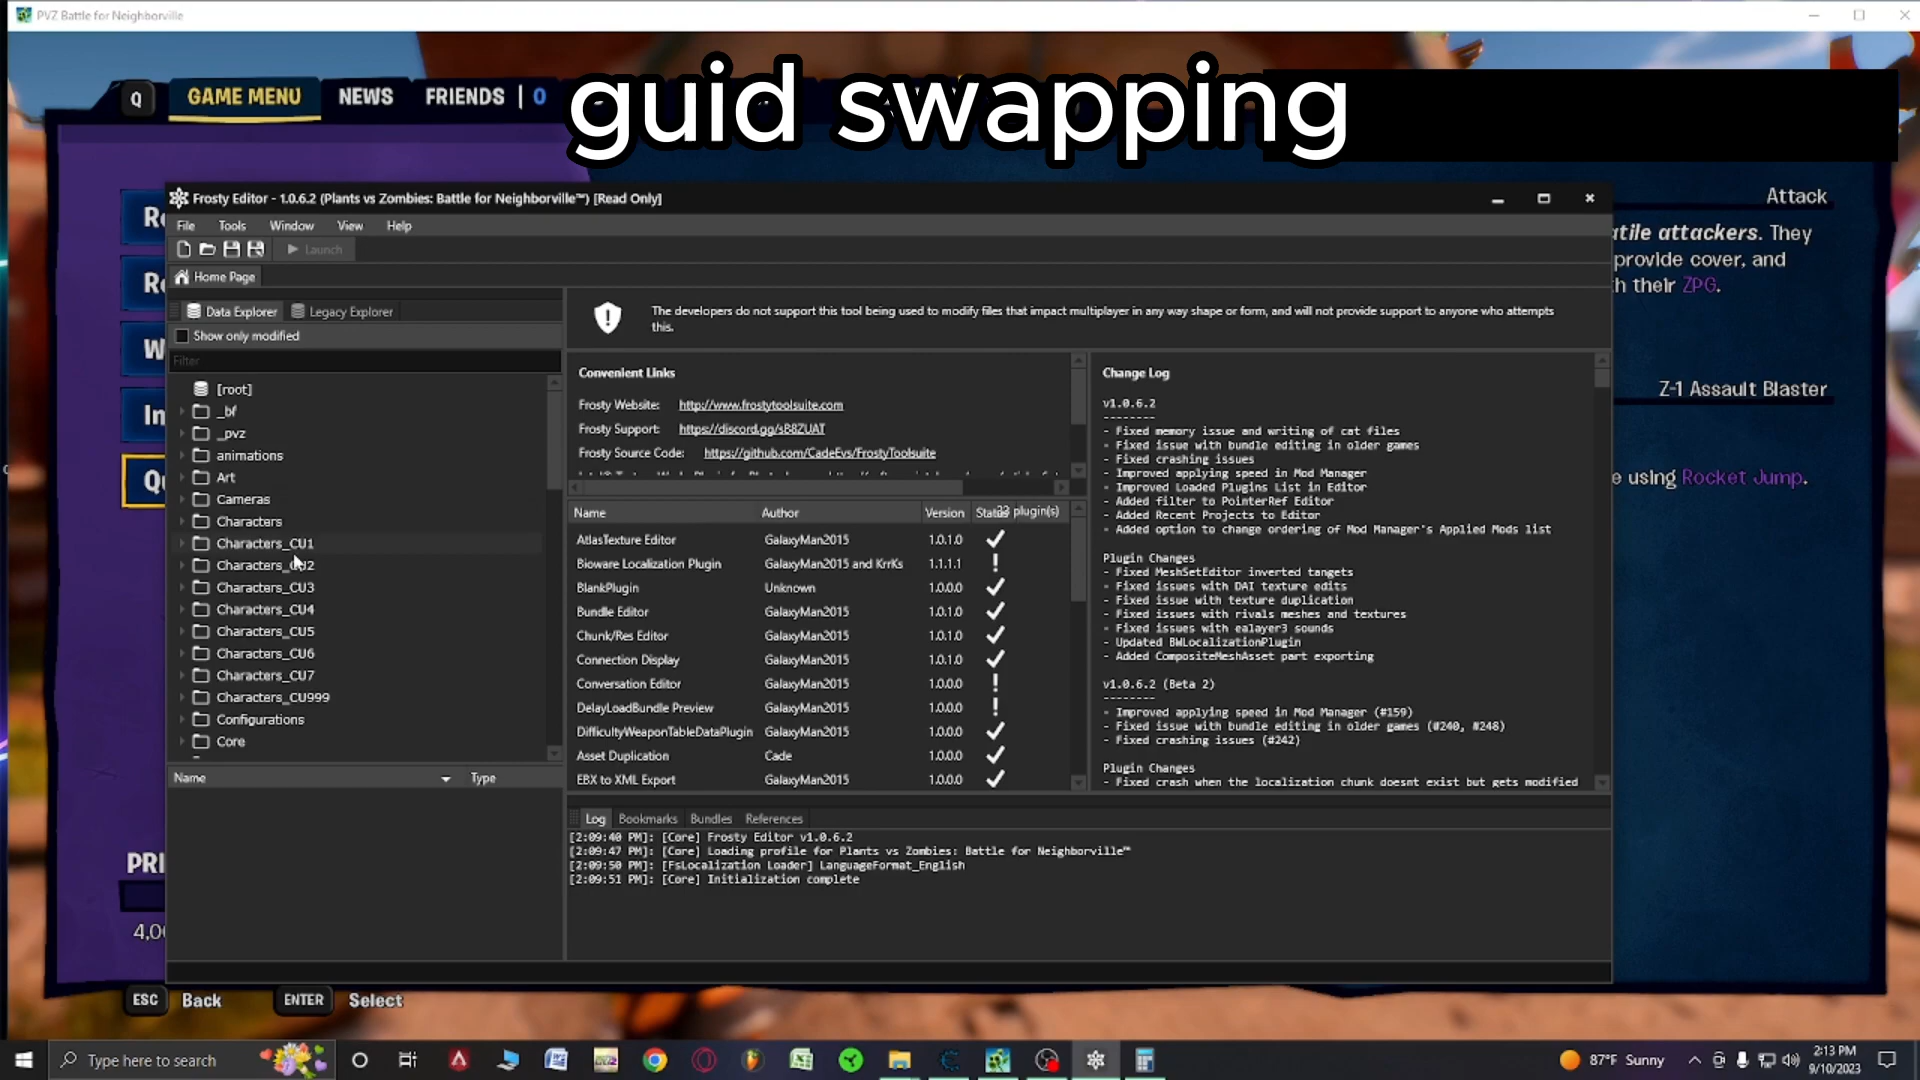 PVZ Battle for Neighborville
guid swapping
Q GAME MENU NEWS FRIENDS | 0
Attack
They
provide cover, and
their ZPG.
Z-1 Assault Blaster
using Rocket Jump.
Frosty Editor - 1.0.6.2 (Plants vs Zombies: Battle for Neighborville™) [Read Only]
File Tools Window View Help
Launch
Home Page
Data Explorer Legacy Explorer
Show only modified
Filter
[root]
_bf
_pvz
animations
Art
Cameras
Characters
Characters_CU1
Characters_CU2
Characters_CU3
Characters_CU4
Characters_CU5
Characters_CU6
Characters_CU7
Characters_CU999
Configurations
Core
Name Type
The developers do not support this tool being used to modify files that impact multiplayer in any way shape or form, and will not provide support to anyone who attempts
this.
Convenient Links
Frosty Website: http://www.frostytoolsuite.com
Frosty Support: https://discord.gg/s88ZUAT
Frosty Source Code: https://github.com/CadeEvs/FrostyToolsuite
Name Author Version Status plugin(s)
AtlasTexture Editor GalaxyMan2015 1.0.1.0
Bioware Localization Plugin GalaxyMan2015 and KrrKs 1.1.1.1
BlankPlugin Unknown 1.0.0.0
Bundle Editor GalaxyMan2015 1.0.1.0
Chunk/Res Editor GalaxyMan2015 1.0.1.0
Connection Display GalaxyMan2015 1.0.1.0
Conversation Editor GalaxyMan2015 1.0.0.0
DelayLoadBundle Preview GalaxyMan2015 1.0.0.0
DifficultyWeaponTableDataPlugin GalaxyMan2015 1.0.0.0
Asset Duplication Cade 1.0.0.0
EBX to XML Export GalaxyMan2015 1.0.0.0
Change Log
v1.0.6.2
--------
- Fixed memory issue and writing of cat files
- Fixed issue with bundle editing in older games
- Fixed crashing issues
- Improved applying speed in Mod Manager
- Improved Loaded Plugins List in Editor
- Added filter to PointerRef Editor
- Added Recent Projects to Editor
- Added option to change ordering of Mod Manager's Applied Mods list
Plugin Changes
- Fixed MeshSetEditor inverted tangets
- Fixed issues with DAI texture edits
- Fixed issue with texture duplication
- Fixed issues with rivals meshes and textures
- Fixed issues with ealayer3 sounds
- Updated BWLocalizationPlugin
- Added CompositeMeshAsset part exporting
v1.0.6.2 (Beta 2)
--------
- Improved applying speed in Mod Manager (#159)
- Fixed issue with bundle editing in older games (#240, #248)
- Fixed crashing issues (#242)
Plugin Changes
- Fixed crash when the localization chunk doesnt exist but gets modified
Log Bookmarks Bundles References
[2:09:40 PM]: [Core] Frosty Editor v1.0.6.2
[2:09:47 PM]: [Core] Loading profile for Plants vs Zombies: Battle for Neighborville™
[2:09:50 PM]: [FsLocalization Loader] LanguageFormat_English
[2:09:51 PM]: [Core] Initialization complete
ESC Back ENTER Select
Type here to search
87°F Sunny
2:13 PM
9/10/2023